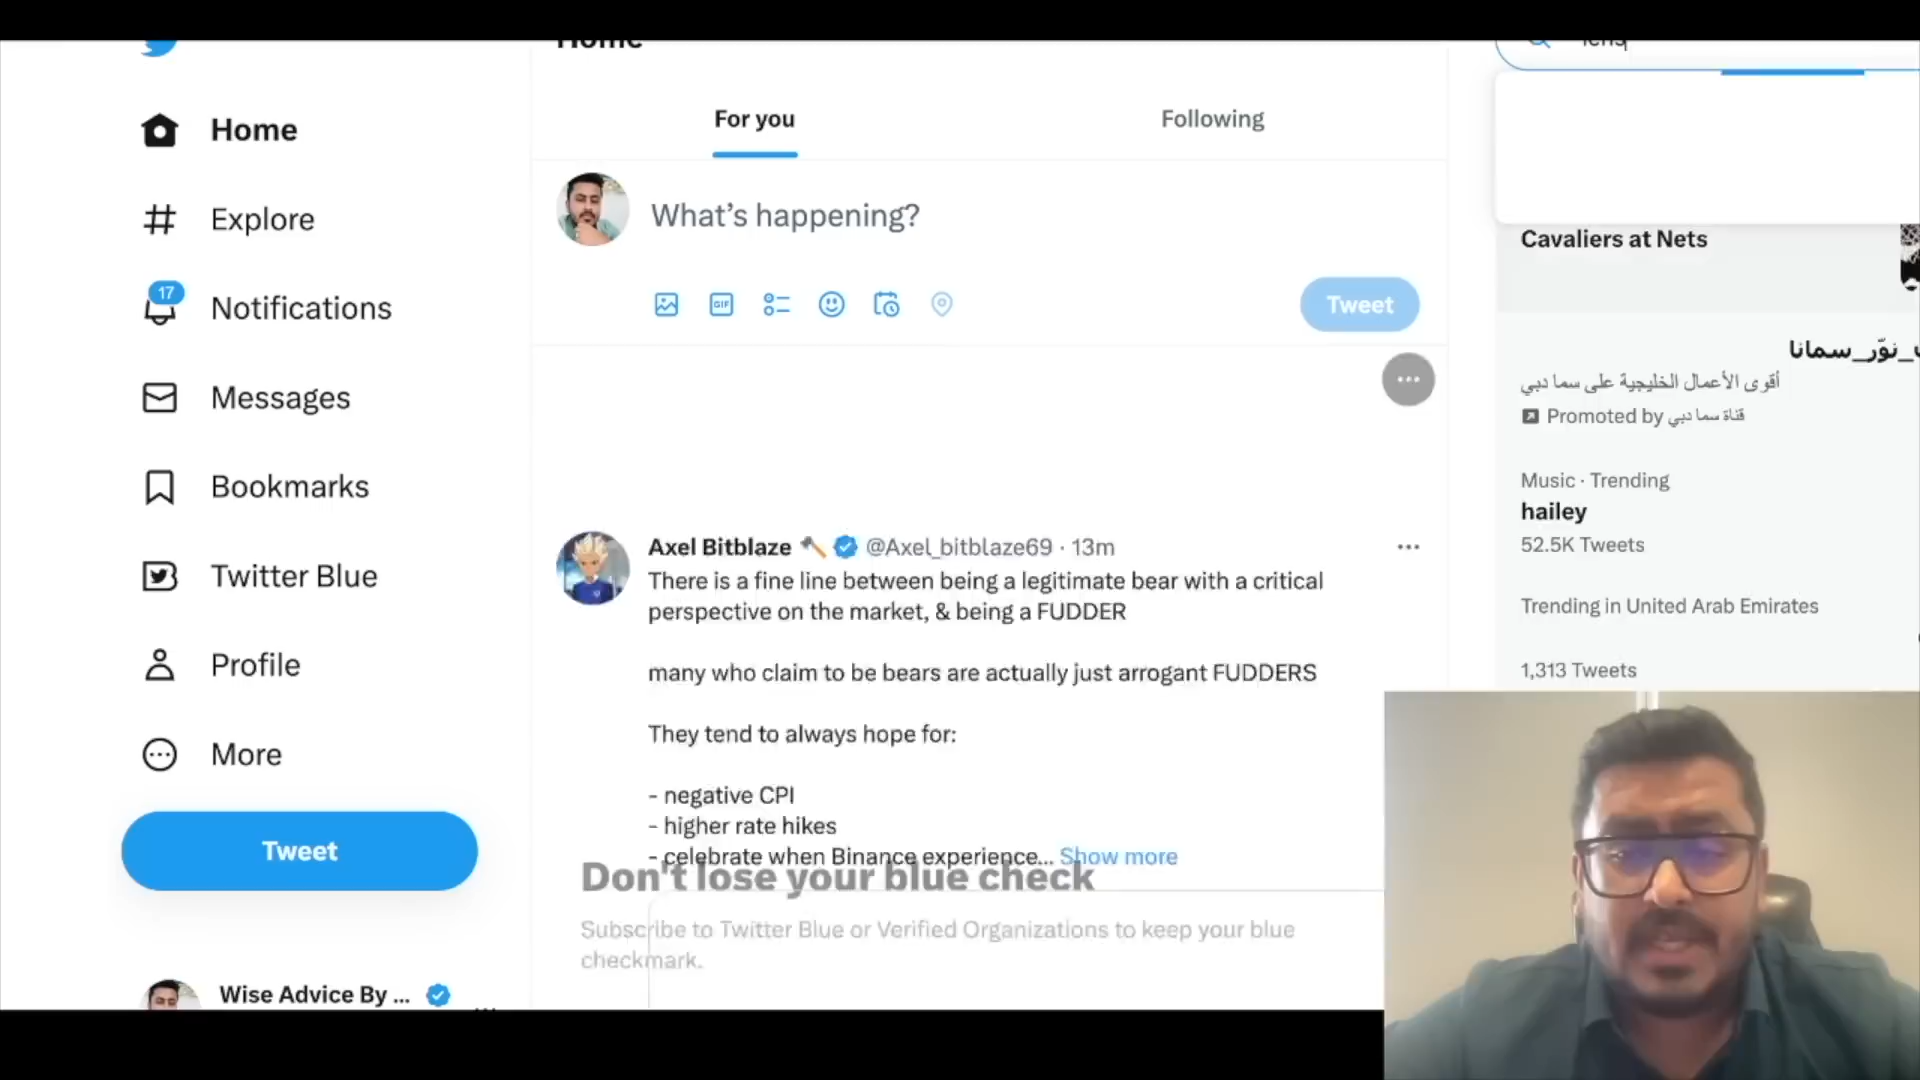 Home
Home
Explore
17
Notifications
Messages
Bookmarks
Twitter Blue
Profile
More
Tweet
Wise Advice By ...
For you
Following
What's happening?
GIF
Tweet
Axel Bitblaze @Axel_bitblaze69 · 13m
There is a fine line between being a legitimate bear with a critical
perspective on the market, & being a FUDDER
many who claim to be bears are actually just arrogant FUDDERS
They tend to always hope for:
- negative CPI
- higher rate hikes
- celebrate when Binance experience... Show more
Don't lose your blue check
Subscribe to Twitter Blue or Verified Organizations to keep your blue
checkmark.
Cavaliers at Nets
نوّر_سمانا
أقوى الأعمال الخليجية على سما دبي
Promoted by قناة سما دبي
Music · Trending
hailey
52.5K Tweets
Trending in United Arab Emirates
1,313 Tweets